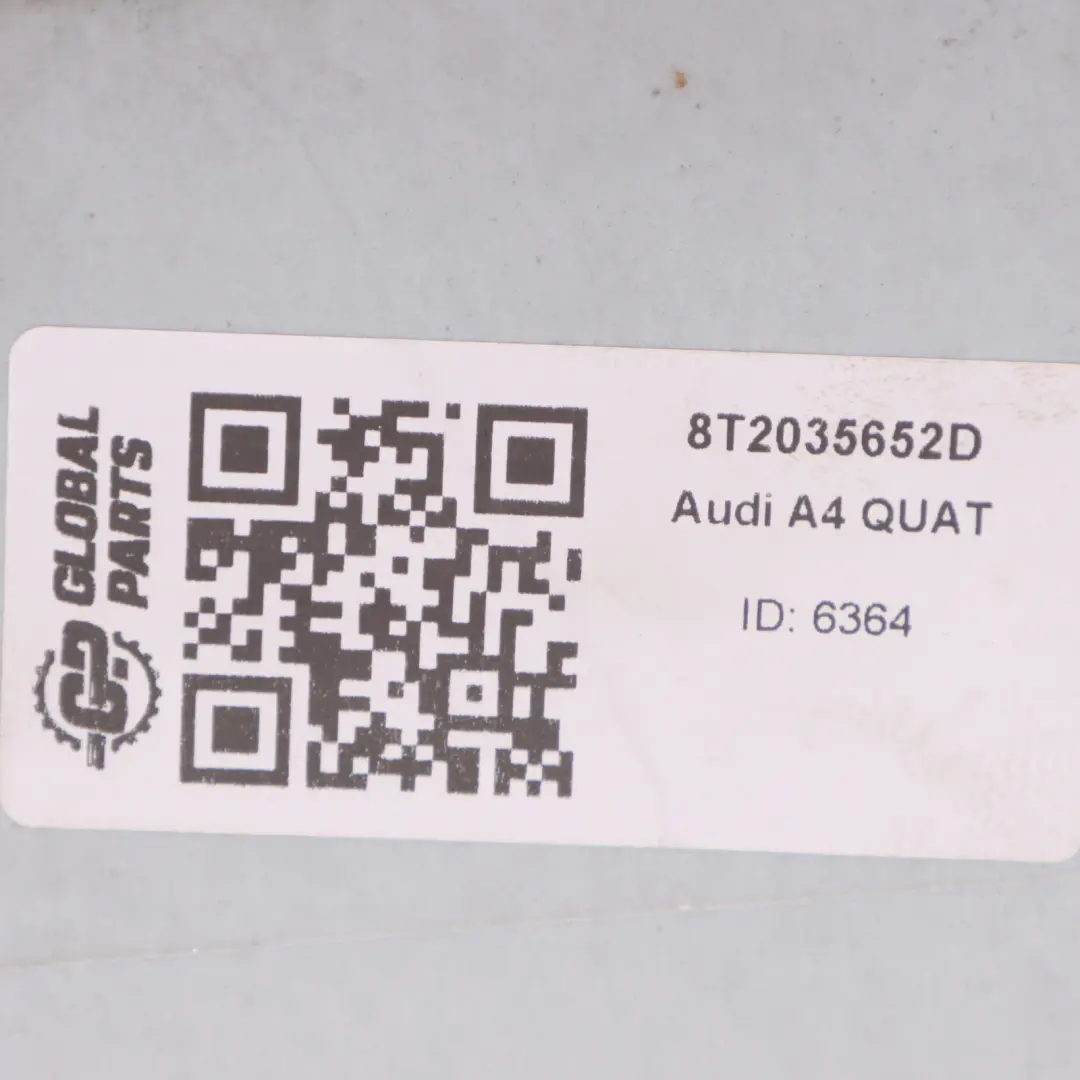 GLOBAL
PARTS
8T2035652D
Audi A4 QUAT
ID: 6364